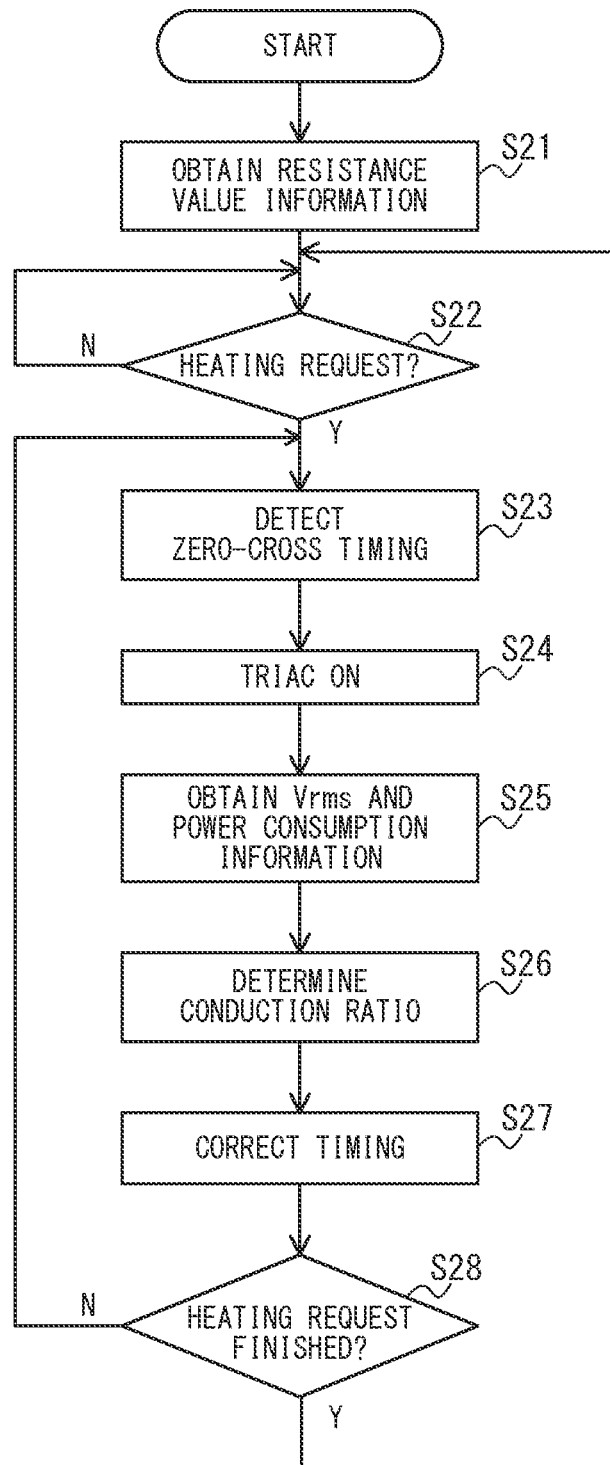 START
S21
OBTAIN RESISTANCE
VALUE INFORMATION
S22
N
HEATING REQUEST?
Y
S23
DETECT
ZERO-CROSS TIMING
S24
TRIAC ON
S25
OBTAIN Vrms AND
POWER CONSUMPTION
INFORMATION
S26
DETERMINE
CONDUCTION RATIO
S27
CORRECT TIMING
S28
N
HEATING REQUEST
FINISHED?
Y